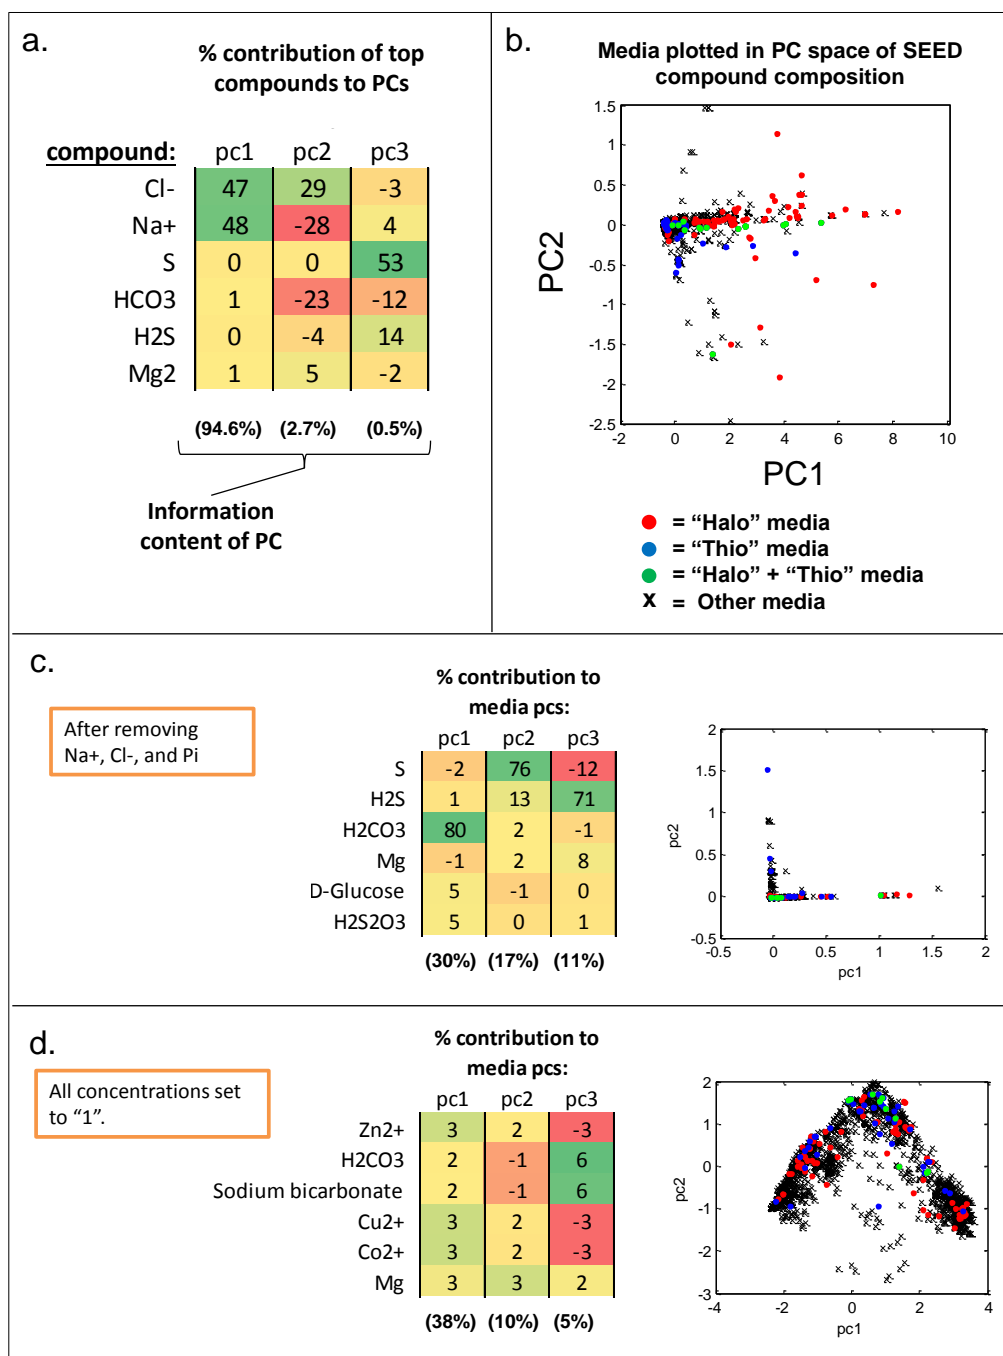 a.
% contribution of top
compounds to PCs
compound: pc1 pc2 pc3
Cl- 47 29 -3
Na+ 48 -28 4
S 0 0 53
HCO3 1 -23 -12
H2S 0 -4 14
Mg2 1 5 -2
(94.6%) (2.7%) (0.5%)
Information
content of PC
b.
Media plotted in PC space of SEED
compound composition
1.5
1
0.5
0
-0.5
-1
-1.5
-2
-2.5
PC2
-2 0 2 4 6 8 10
PC1
= “Halo” media
= “Thio” media
= “Halo” + “Thio” media
x = Other media
c.
After removing
Na+, Cl-, and Pi
% contribution to
media pcs:
pc1 pc2 pc3
S -2 76 -12
H2S 1 13 71
H2CO3 80 2 -1
Mg -1 2 8
D-Glucose 5 -1 0
H2S2O3 5 0 1
(30%) (17%) (11%)
2
1.5
1
0.5
0
-0.5
pc2
-0.5 0 0.5 1 1.5 2
pc1
d.
All concentrations set
to “1”.
% contribution to
media pcs:
pc1 pc2 pc3
Zn2+ 3 2 -3
H2CO3 2 -1 6
Sodium bicarbonate 2 -1 6
Cu2+ 3 2 -3
Co2+ 3 2 -3
Mg 3 3 2
(38%) (10%) (5%)
2
1
0
-1
-2
-3
pc2
-4 -2 0 2 4
pc1